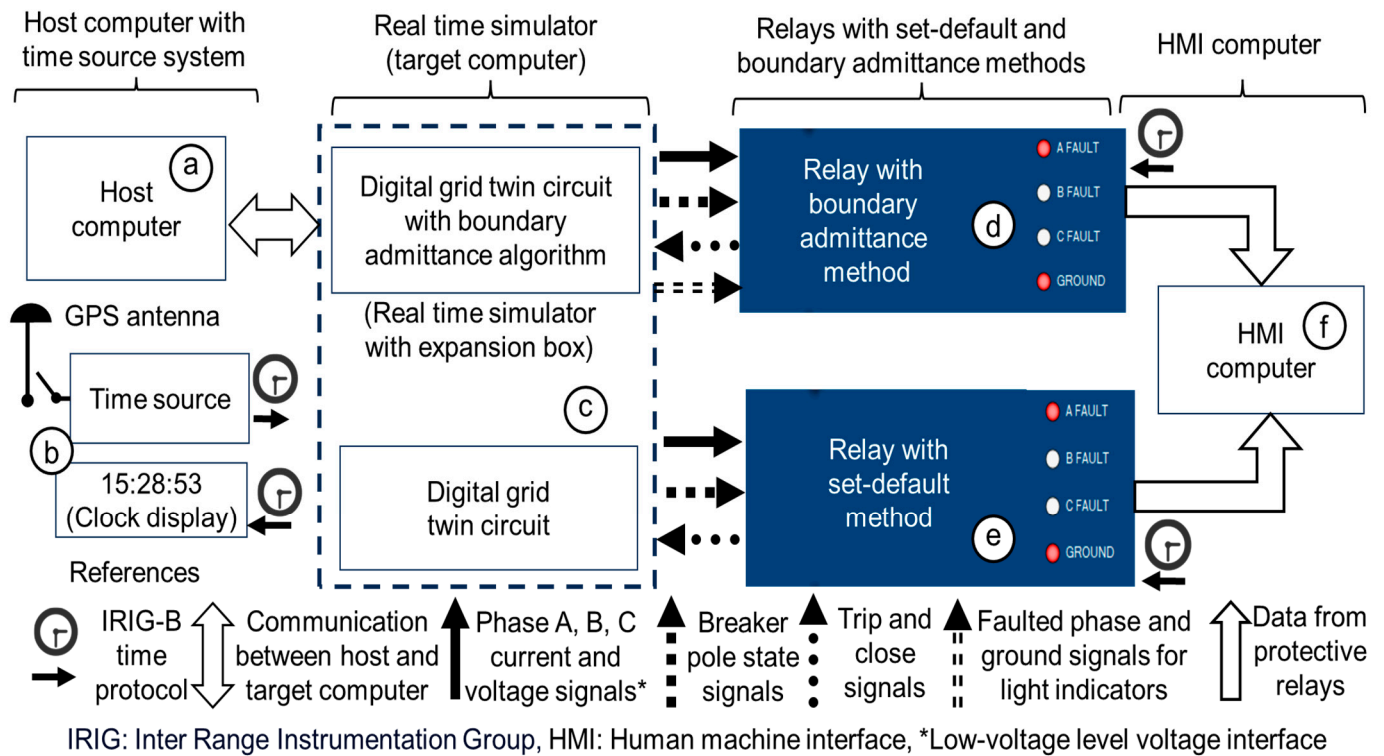 Host computer with
time source system
Real time simulator
(target computer)
Relays with set-default and
boundary admittance methods
HMI computer
a
Host
computer
Digital grid twin circuit
with boundary
admittance algorithm
(Real time simulator
with expansion box)
Relay with
boundary
admittance
method
d
A FAULT
B FAULT
C FAULT
GROUND
GPS antenna
Time source
b
15:28:53
(Clock display)
c
Digital grid
twin circuit
Relay with
set-default
method
e
A FAULT
B FAULT
C FAULT
GROUND
f
HMI
computer
References
IRIG-B
time
protocol
Communication
between host and
target computer
Phase A, B, C
current and
voltage signals*
Breaker
pole state
signals
Trip and
close
signals
Faulted phase and
ground signals for
light indicators
Data from
protective
relays
IRIG: Inter Range Instrumentation Group, HMI: Human machine interface, *Low-voltage level voltage interface